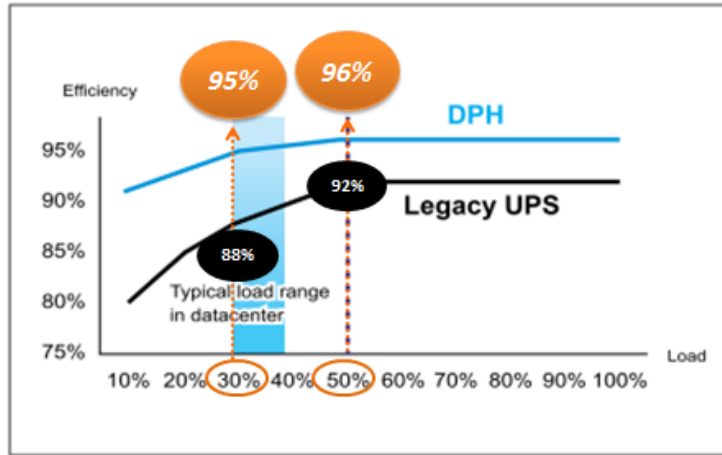 95%
96%
Efficiency
DPH
95%
90%
92%
Legacy UPS
85%
88%
80%
Typical load range
in datacenter
75%
Load
10% 20% 30% 40% 50% 60% 70% 80% 90% 100%